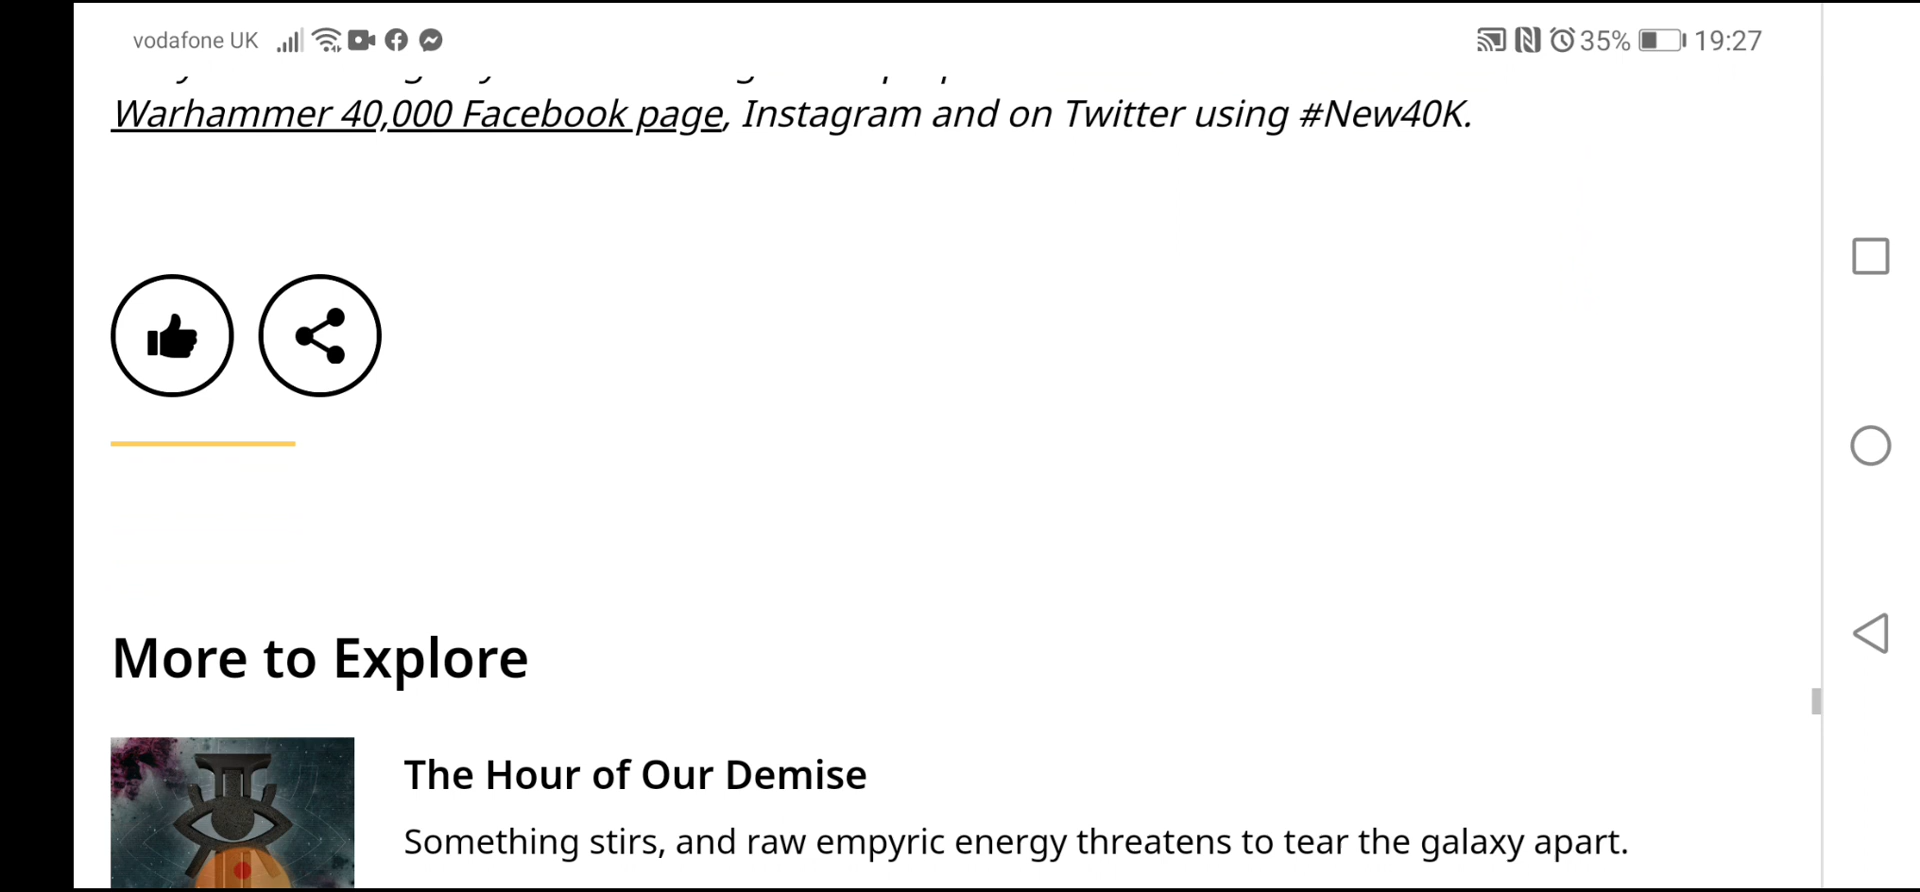 vodafone UK 35% 19:27
Warhammer 40,000 Facebook page, Instagram and on Twitter using #New40K.
More to Explore
The Hour of Our Demise
Something stirs, and raw empyric energy threatens to tear the galaxy apart.